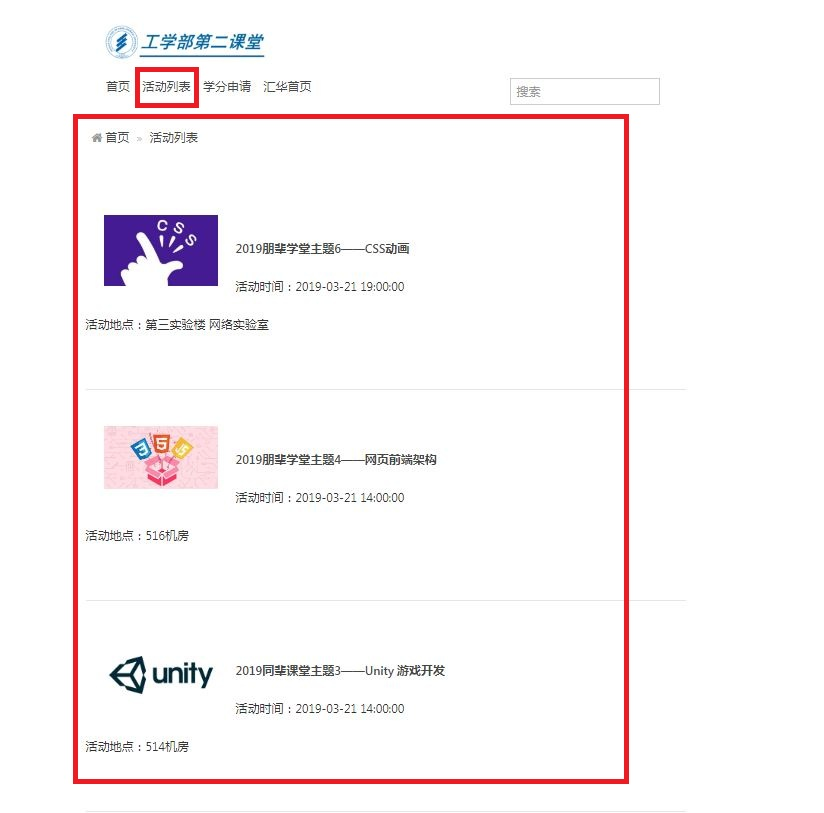 工学部第二课堂
首页 活动列表 学分申请 汇华首页
搜索
首页 » 活动列表
CSS
2019朋辈学堂主题6——CSS动画
活动时间：2019-03-21 19:00:00
活动地点：第三实验楼 网络实验室
3 5 JS
2019朋辈学堂主题4——网页前端架构
活动时间：2019-03-21 14:00:00
活动地点：516机房
unity
2019同辈课堂主题3——Unity 游戏开发
活动时间：2019-03-21 14:00:00
活动地点：514机房